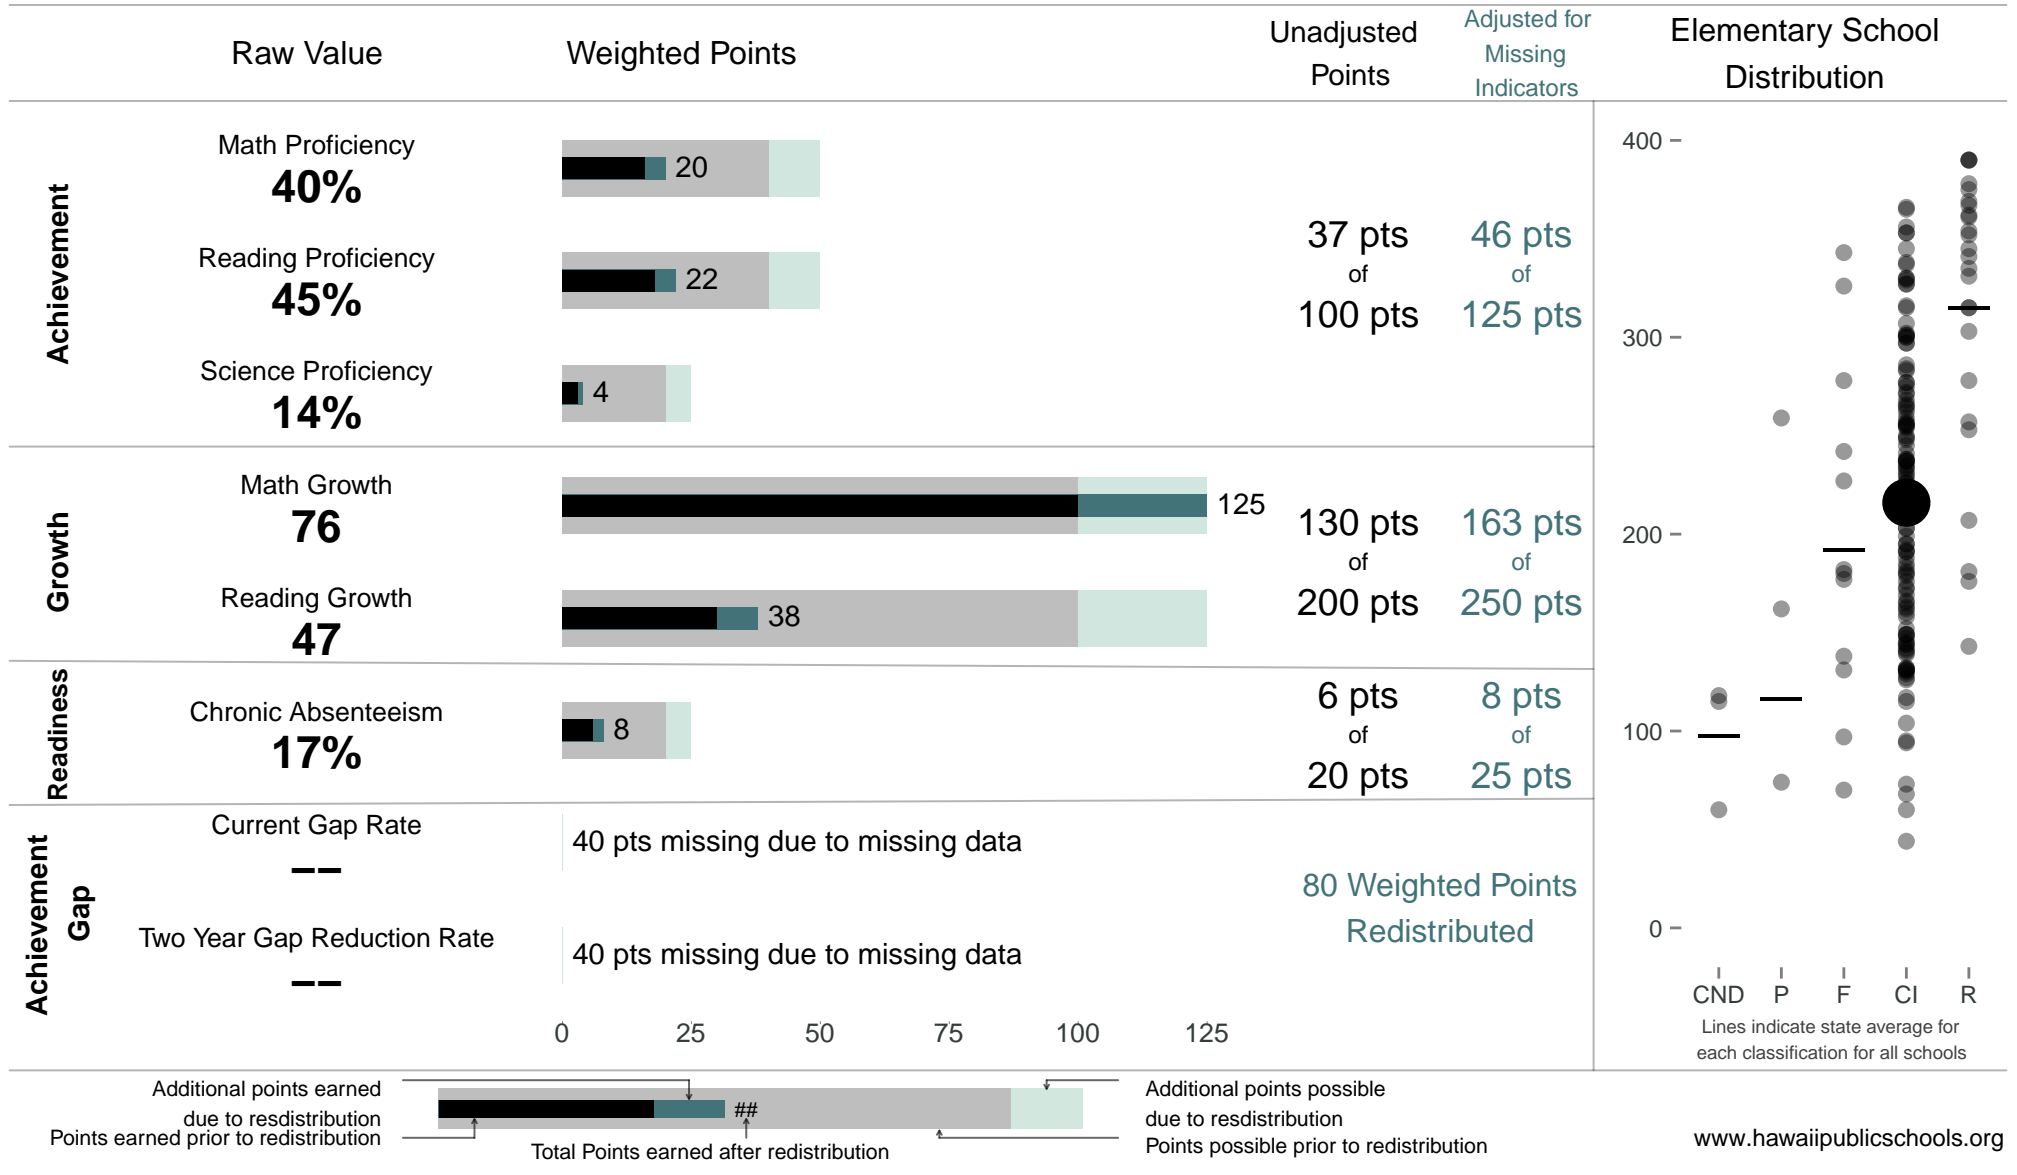 Raw Value
Weighted Points
Unadjusted
Points
Adjusted for
Missing
Indicators
Elementary School
Distribution
Achievement
Math Proficiency
40%
20
Reading Proficiency
45%
22
Science Proficiency
14%
4
37 pts
of
100 pts
46 pts
of
125 pts
Growth
Math Growth
76
125
Reading Growth
47
38
130 pts
of
200 pts
163 pts
of
250 pts
Readiness
Chronic Absenteeism
17%
8
6 pts
of
20 pts
8 pts
of
25 pts
Achievement
Gap
Current Gap Rate
--
40 pts missing due to missing data
Two Year Gap Reduction Rate
--
40 pts missing due to missing data
80 Weighted Points
Redistributed
0 25 50 75 100 125
400
300
200
100
0
CND P F CI R
Lines indicate state average for
each classification for all schools
Additional points earned
due to resdistribution
Points earned prior to redistribution
##
Total Points earned after redistribution
Additional points possible
due to resdistribution
Points possible prior to redistribution
www.hawaiipublicschools.org